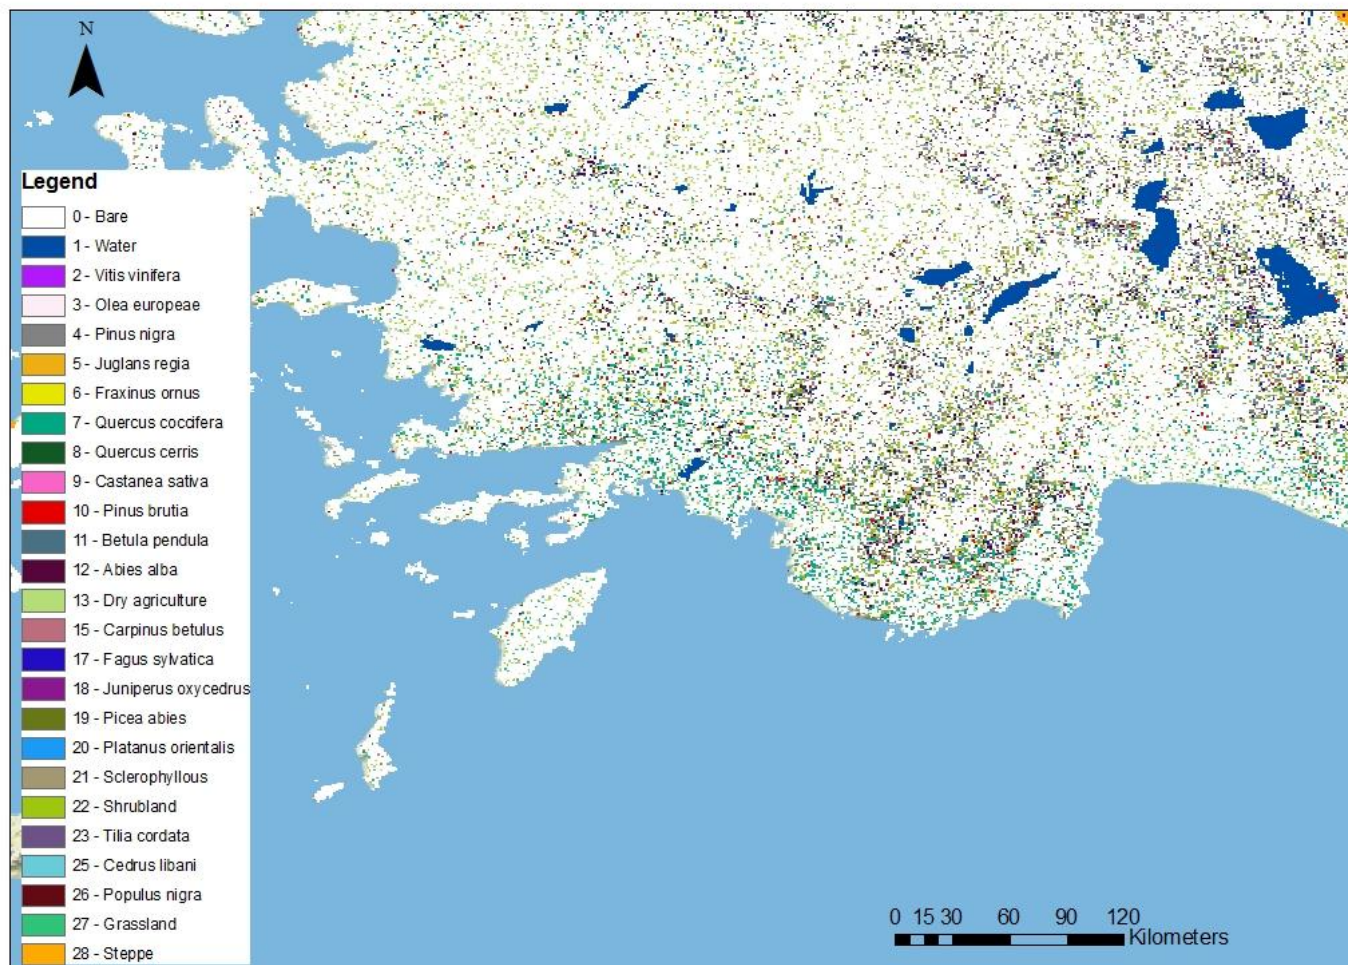 N
Legend
0 - Bare
1 - Water
2 - Vitis vinifera
3 - Olea europeae
4 - Pinus nigra
5 - Juglans regia
6 - Fraxinus ornus
7 - Quercus coccifera
8 - Quercus cerris
9 - Castanea sativa
10 - Pinus brutia
11 - Betula pendula
12 - Abies alba
13 - Dry agriculture
15 - Carpinus betulus
17 - Fagus sylvatica
18 - Juniperus oxycedrus
19 - Picea abies
20 - Platanus orientalis
21 - Sclerophyllous
22 - Shrubland
23 - Tilia cordata
25 - Cedrus libani
26 - Populus nigra
27 - Grassland
28 - Steppe
0 15 30 60 90 120
Kilometers